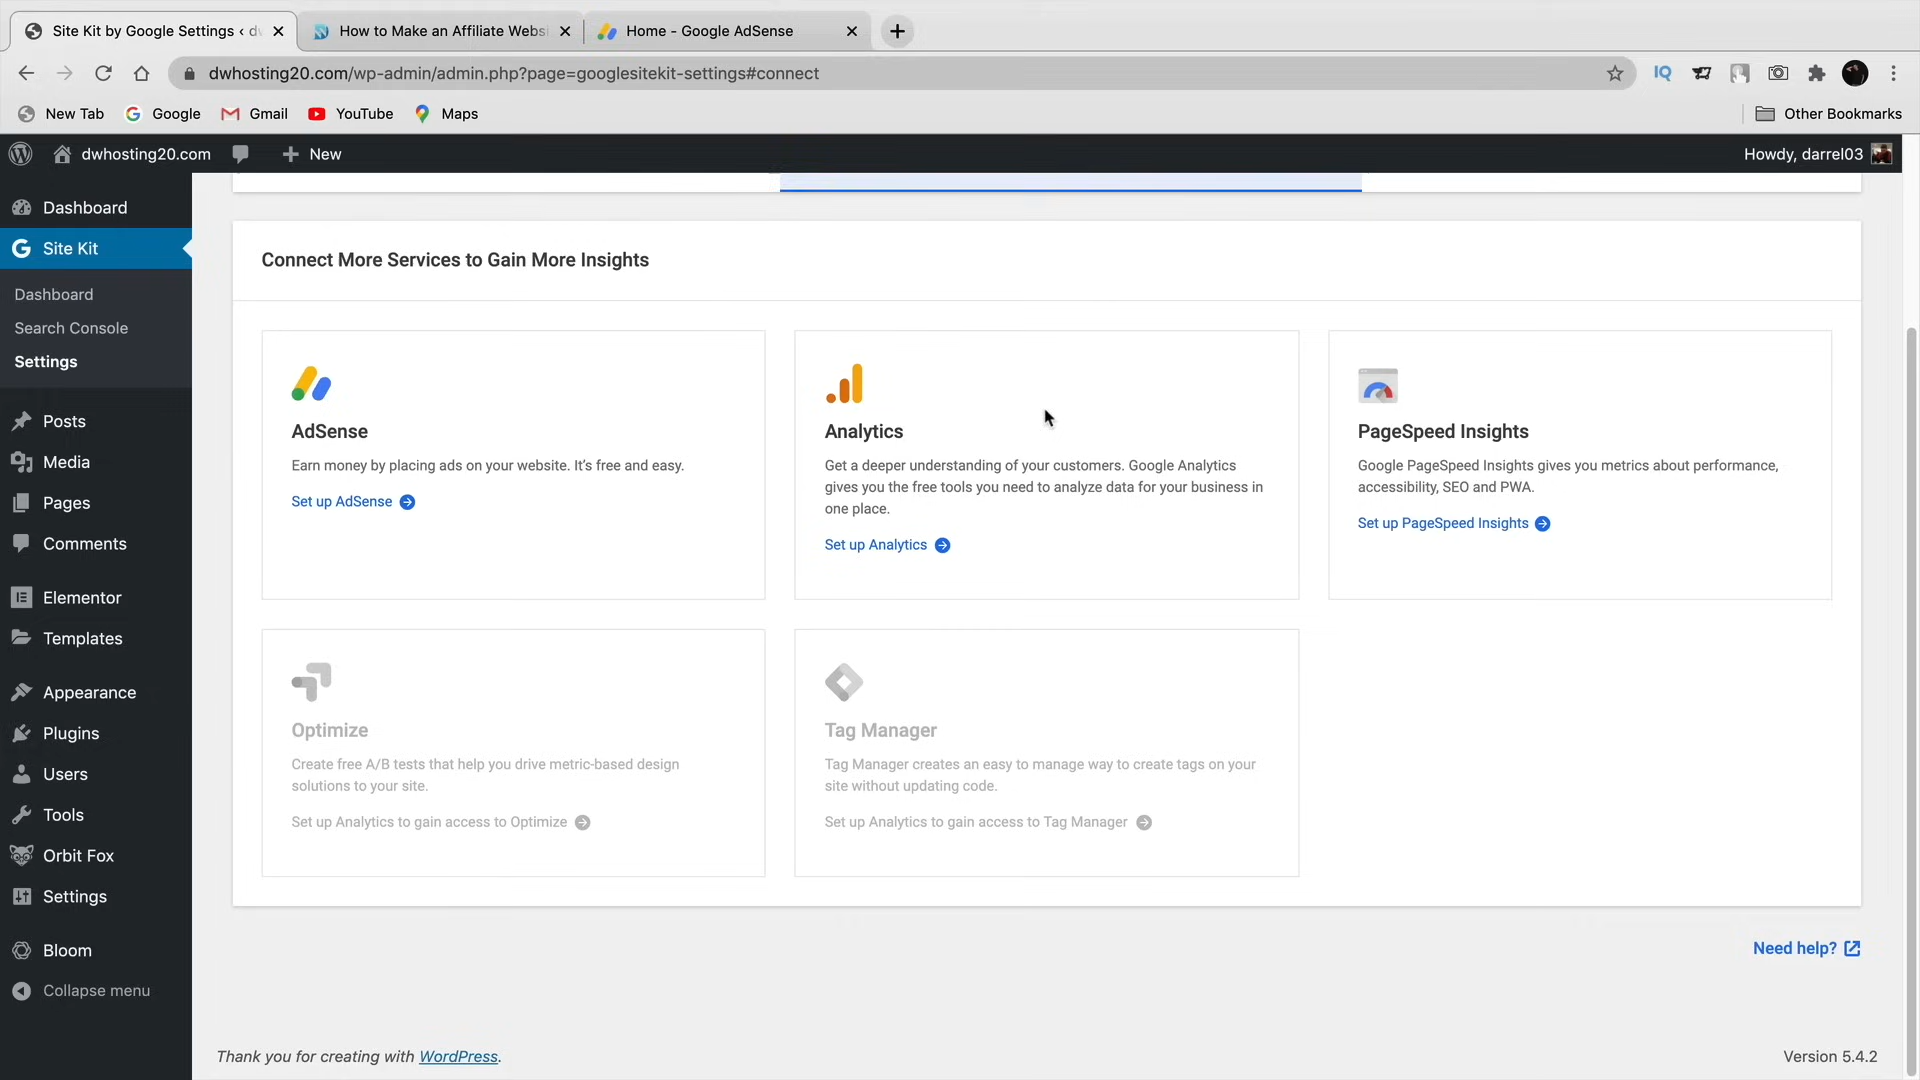 Site Kit by Google Settings ‹ d
How to Make an Affiliate Websi
Home - Google AdSense
dwhosting20.com/wp-admin/admin.php?page=googlesitekit-settings#connect
IQ
New Tab
Google
Gmail
YouTube
Maps
Other Bookmarks
dwhosting20.com
New
Howdy, darrel03
Dashboard
Site Kit
Dashboard
Search Console
Settings
Posts
Media
Pages
Comments
Elementor
Templates
Appearance
Plugins
Users
Tools
Orbit Fox
Settings
Bloom
Collapse menu
Connect More Services to Gain More Insights
AdSense
Earn money by placing ads on your website. It’s free and easy.
Set up AdSense
Analytics
Get a deeper understanding of your customers. Google Analytics
gives you the free tools you need to analyze data for your business in
one place.
Set up Analytics
PageSpeed Insights
Google PageSpeed Insights gives you metrics about performance,
accessibility, SEO and PWA.
Set up PageSpeed Insights
Optimize
Create free A/B tests that help you drive metric-based design
solutions to your site.
Set up Analytics to gain access to Optimize
Tag Manager
Tag Manager creates an easy to manage way to create tags on your
site without updating code.
Set up Analytics to gain access to Tag Manager
Need help?
Thank you for creating with WordPress.
Version 5.4.2